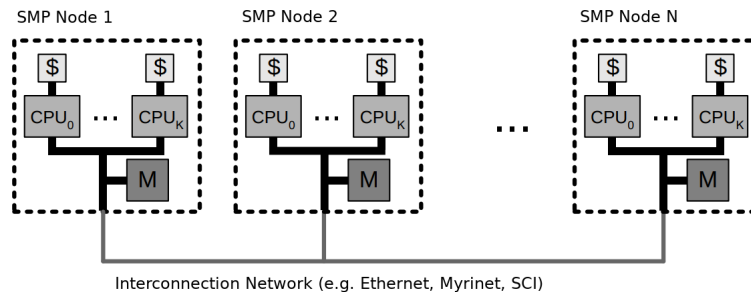 SMP Node 1
SMP Node 2
SMP Node N
$ $ $ $ $ $
CPU0 ... CPUK CPU0 ... CPUK ... CPU0 ... CPUK
M M M
Interconnection Network (e.g. Ethernet, Myrinet, SCI)